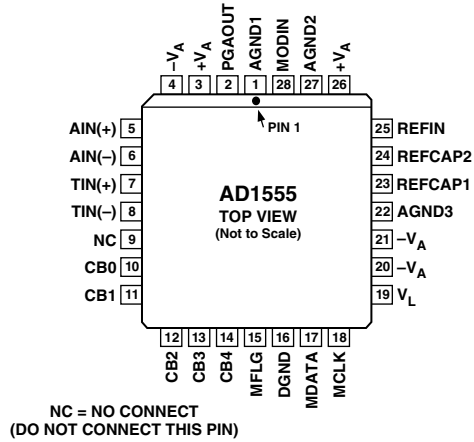 –VA
+VA
PGAOUT
AGND1
MODIN
AGND2
+VA
4 3 2 1 28 27 26
PIN 1
AIN(+) 5
AIN(–) 6
TIN(+) 7
TIN(–) 8
NC 9
CB0 10
CB1 11
AD1555
TOP VIEW
(Not to Scale)
25 REFIN
24 REFCAP2
23 REFCAP1
22 AGND3
21 –VA
20 –VA
19 VL
12 13 14 15 16 17 18
CB2
CB3
CB4
MFLG
DGND
MDATA
MCLK
NC = NO CONNECT
(DO NOT CONNECT THIS PIN)